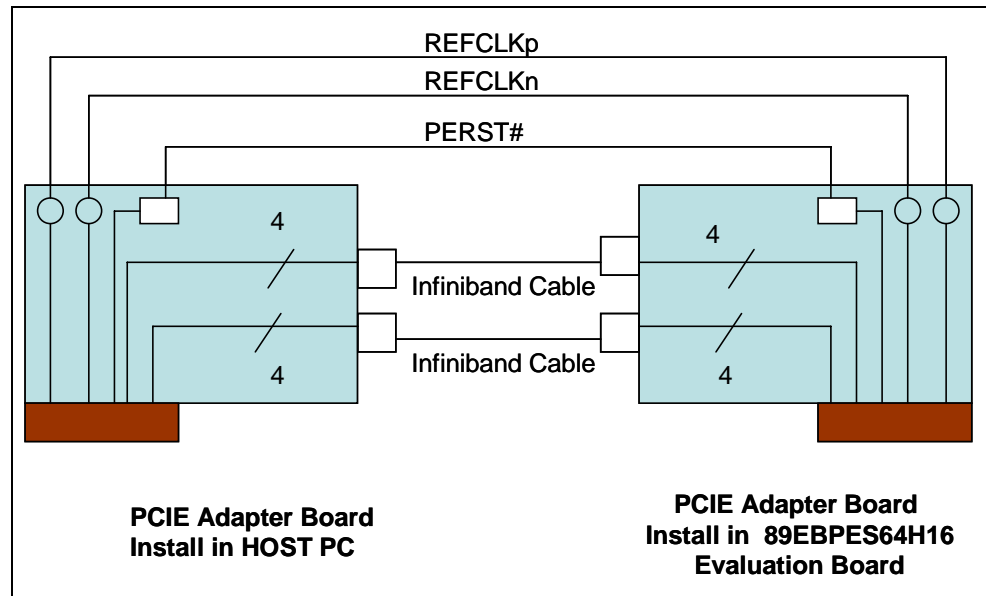 REFCLKp
REFCLKn
PERST#
4
4
Infiniband Cable
Infiniband Cable
4
4
PCIE Adapter Board
Install in HOST PC
PCIE Adapter Board
Install in 89EBPES64H16
Evaluation Board